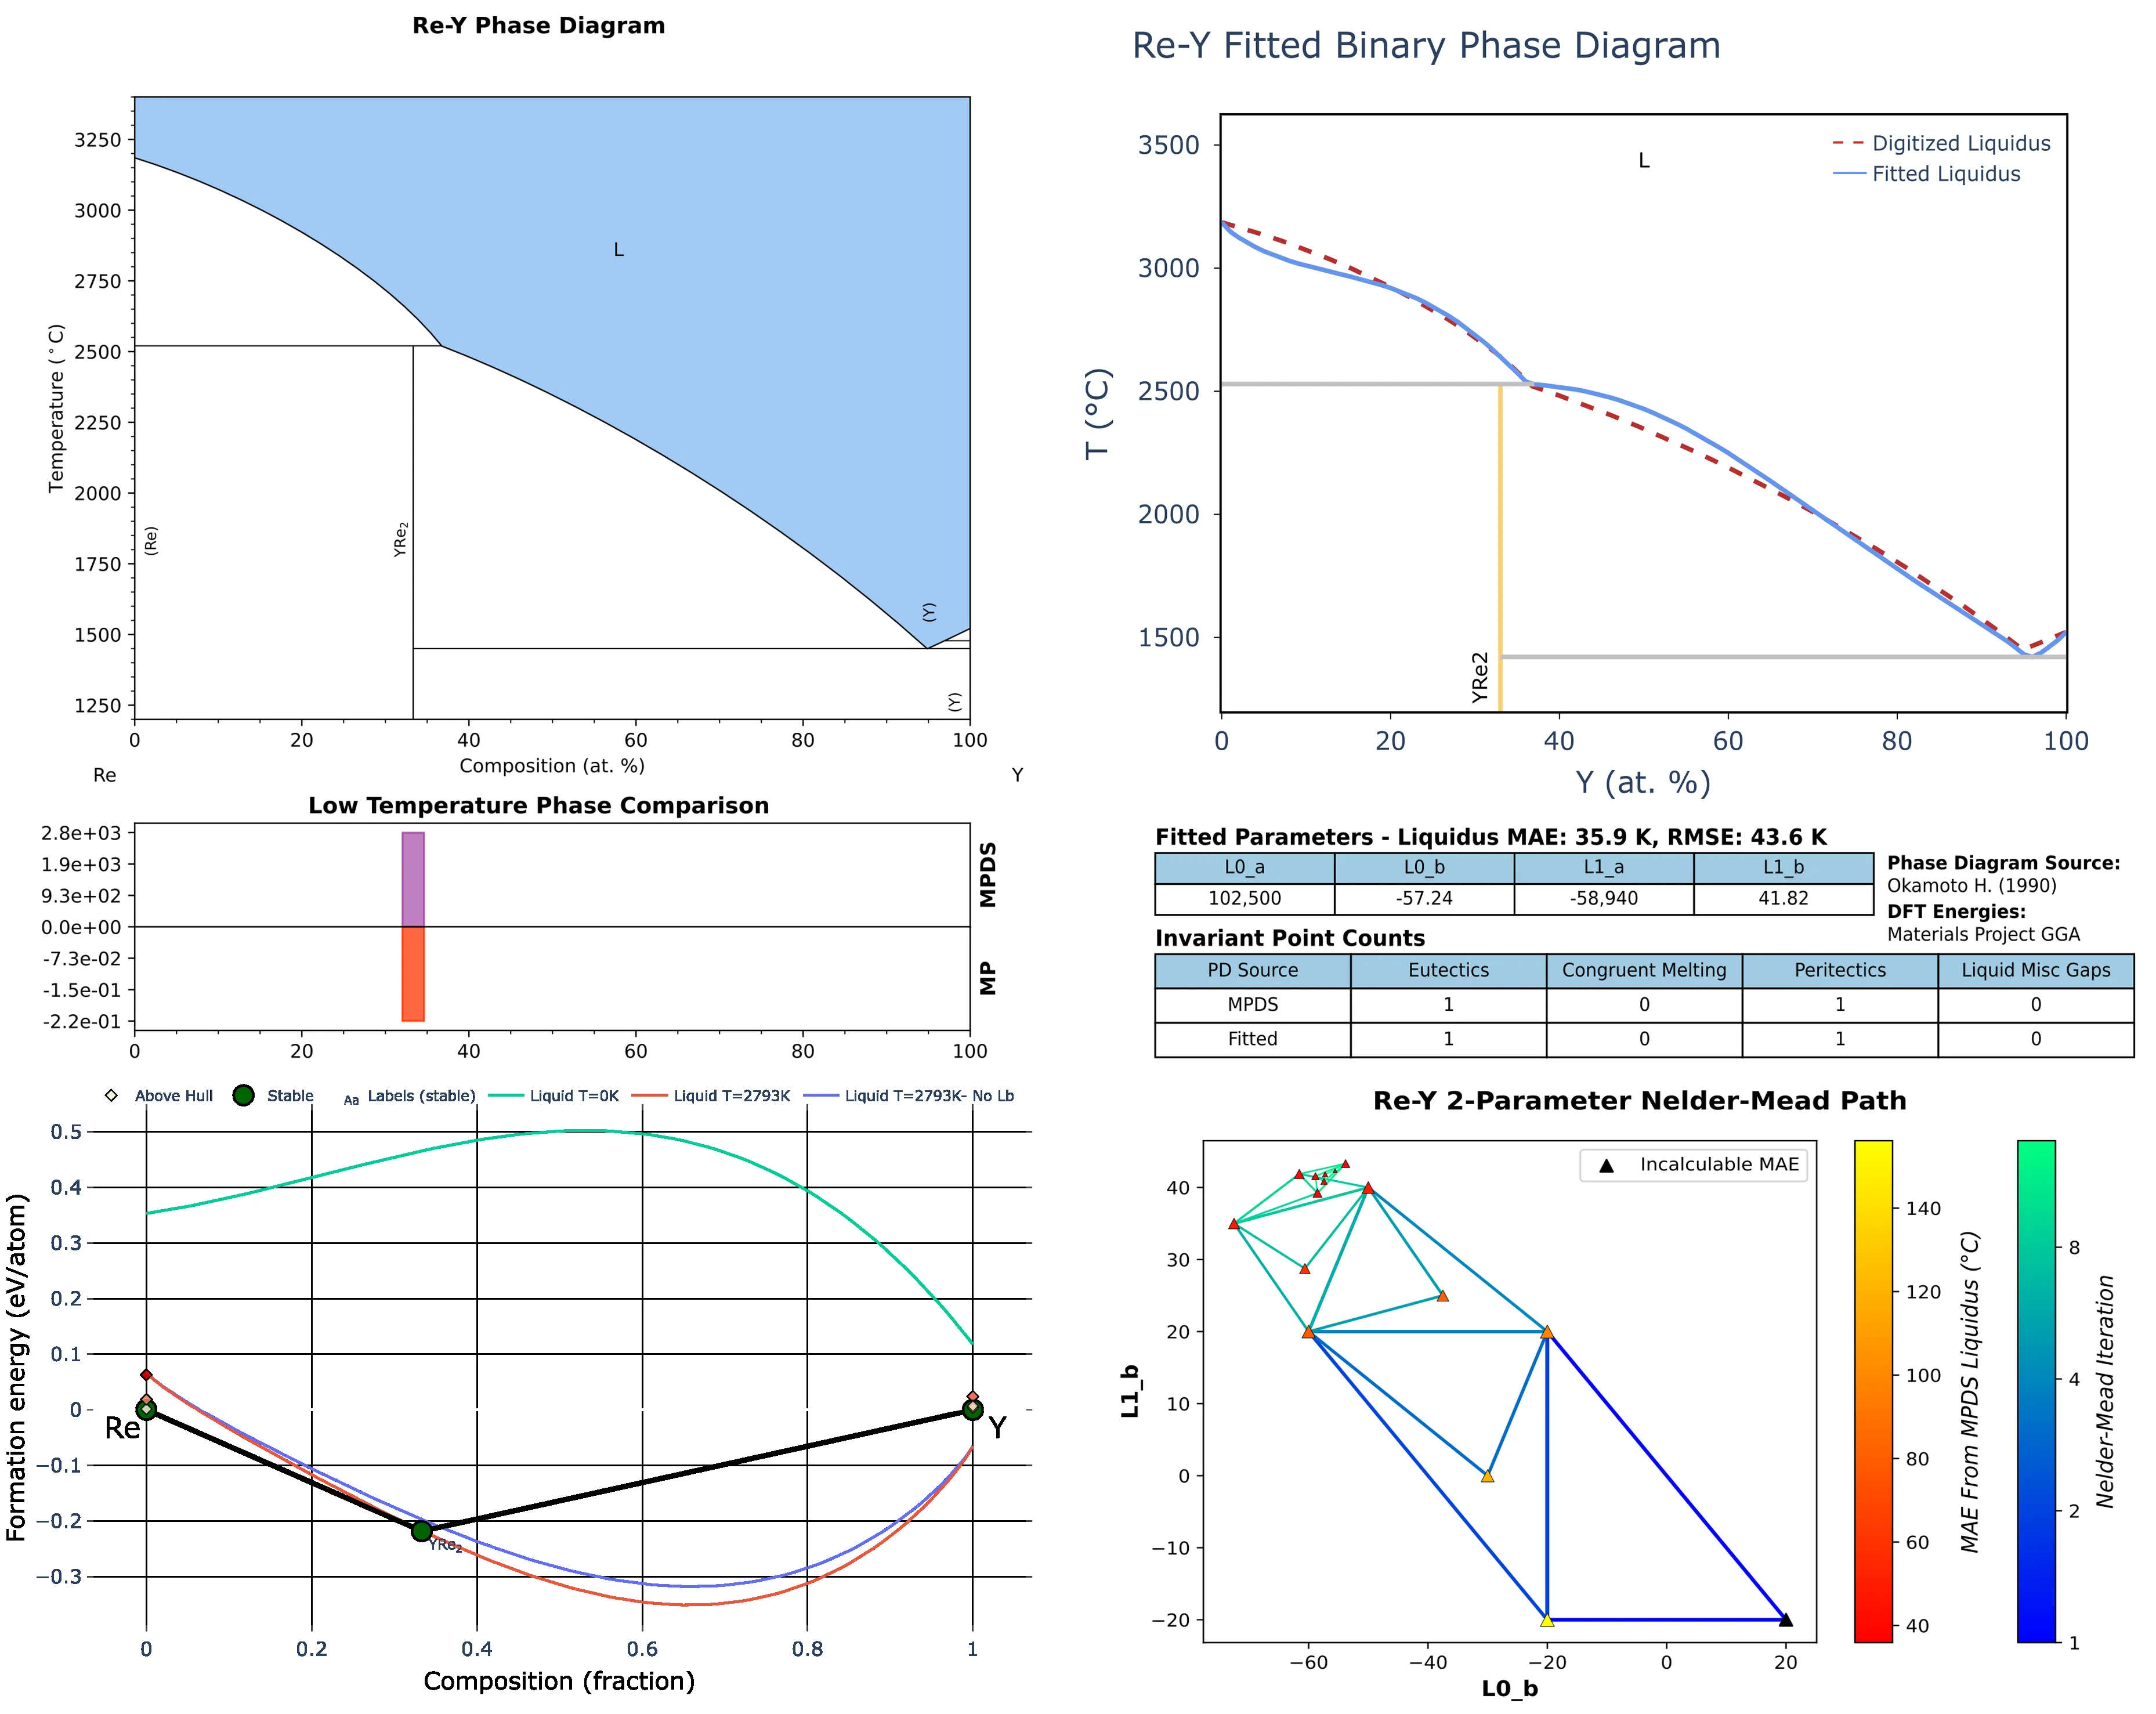 Re-Y Phase Diagram
3250
3000
2750
2500
2250
2000
1750
1500
1250
Temperature (°C)
L
(Re)
YRe2
(Y)
(Y)
0 20 40 60 80 100
Composition (at. %)
Re Y
Re-Y Fitted Binary Phase Diagram
3500
3000
2500
2000
1500
T (°C)
L
Digitized Liquidus
Fitted Liquidus
YRe2
0 20 40 60 80 100
Y (at. %)
Low Temperature Phase Comparison
2.8e+03
1.9e+03
9.3e+02
0.0e+00
-7.3e-02
-1.5e-01
-2.2e-01
MPDS
MP
0 20 40 60 80 100
Fitted Parameters - Liquidus MAE: 35.9 K, RMSE: 43.6 K
L0_a L0_b L1_a L1_b
102,500 -57.24 -58,940 41.82
Phase Diagram Source:
Okamoto H. (1990)
DFT Energies:
Materials Project GGA
Invariant Point Counts
PD Source Eutectics Congruent Melting Peritectics Liquid Misc Gaps
MPDS 1 0 1 0
Fitted 1 0 1 0
Above Hull Stable Aa Labels (stable) Liquid T=0K Liquid T=2793K Liquid T=2793K- No Lb
0.5
0.4
0.3
0.2
0.1
0
−0.1
−0.2
−0.3
Formation energy (eV/atom)
Re
Y
YRe2
0 0.2 0.4 0.6 0.8 1
Composition (fraction)
Re-Y 2-Parameter Nelder-Mead Path
Incalculable MAE
40
30
20
10
0
−10
−20
L1_b
−60 −40 −20 0 20
L0_b
140
120
100
80
60
40
MAE From MPDS Liquidus (°C)
8
4
2
1
Nelder-Mead Iteration